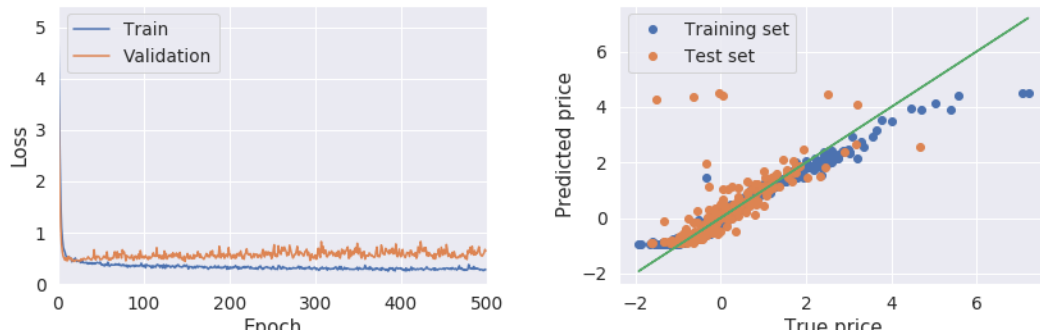 5
4
3
2
1
0
Loss
Train
Validation
0 100 200 300 400 500
Epoch
6
4
2
0
−2
Predicted price
Training set
Test set
−2 0 2 4 6
True price